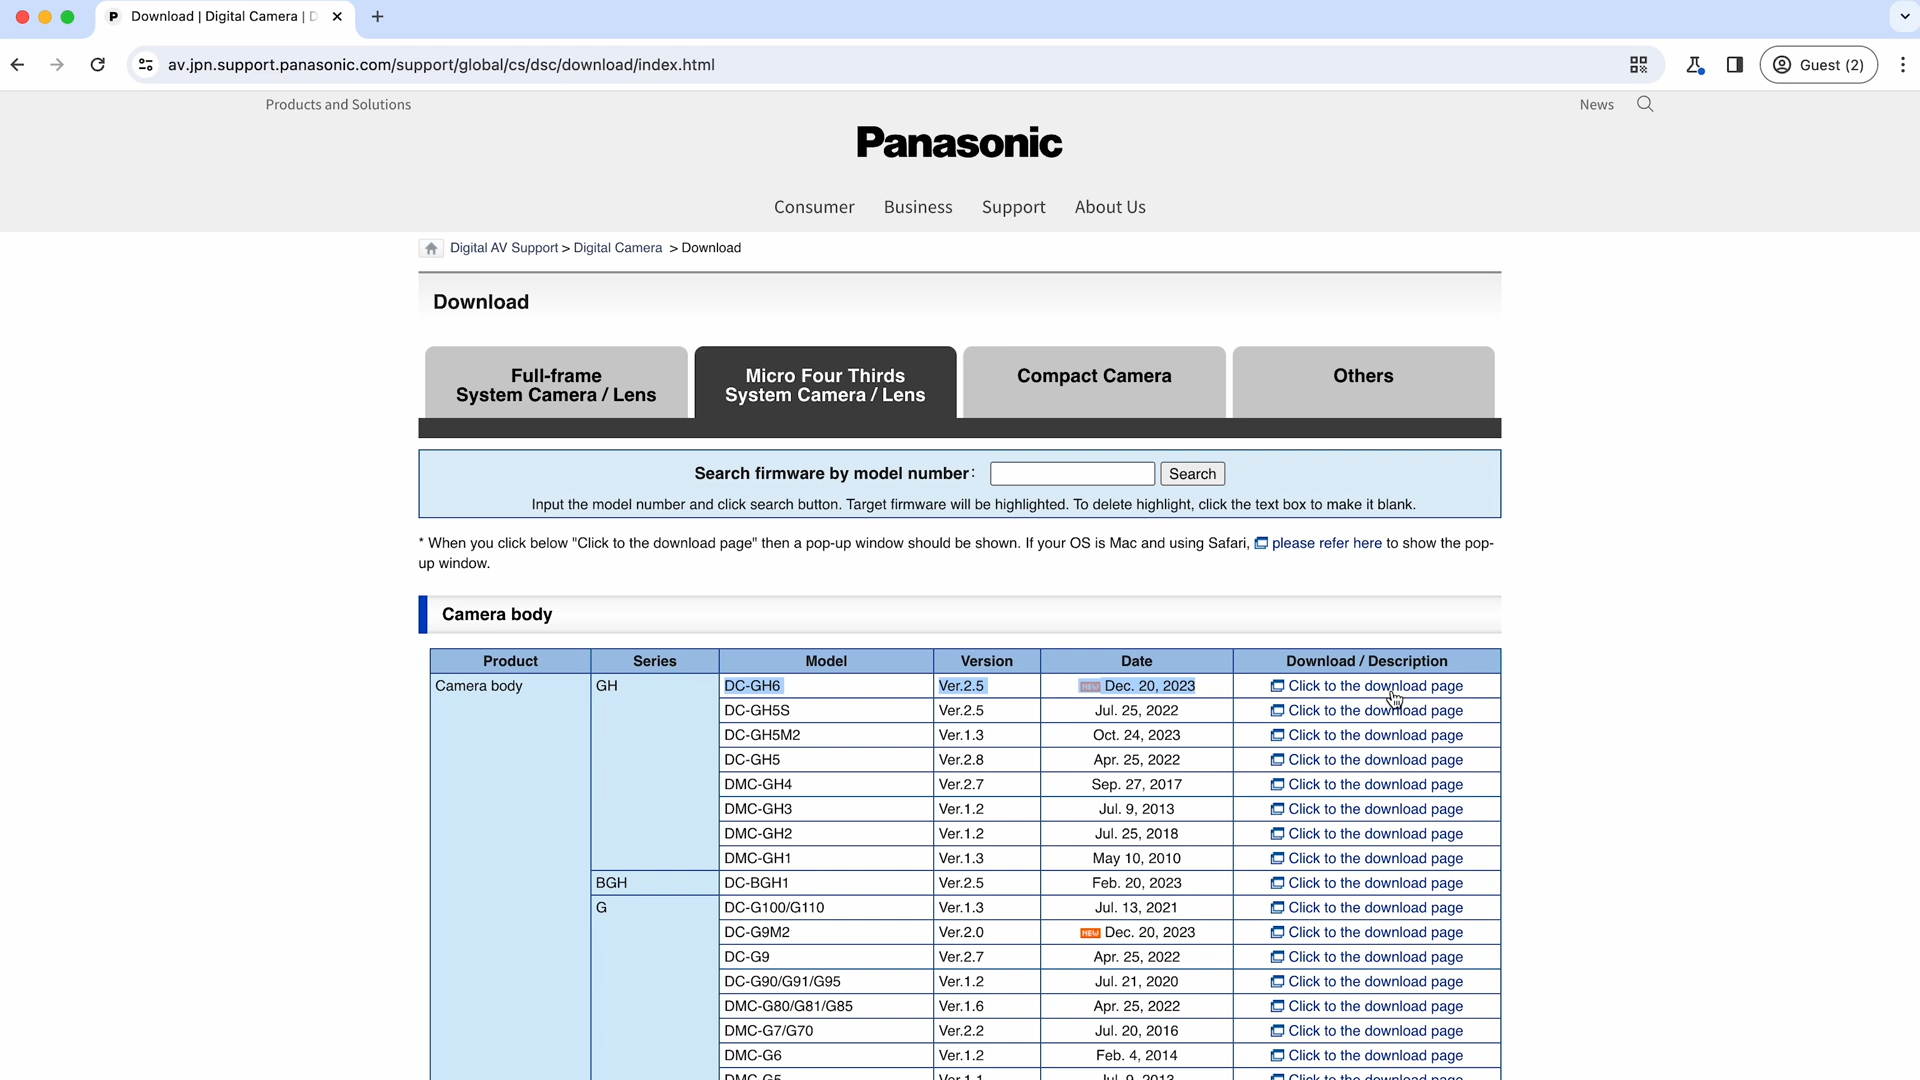 P Download | Digital Camera | D
av.jpn.support.panasonic.com/support/global/cs/dsc/download/index.html
Guest (2)
Products and Solutions
News
Panasonic
Consumer Business Support About Us
Digital AV Support > Digital Camera > Download
Download
Full-frame
System Camera / Lens
Micro Four Thirds
System Camera / Lens
Compact Camera
Others
Search firmware by model number: Search
Input the model number and click search button. Target firmware will be highlighted. To delete highlight, click the text box to make it blank.
* When you click below "Click to the download page" then a pop-up window should be shown. If your OS is Mac and using Safari, please refer here to show the pop-
up window.
Camera body
Product Series Model Version Date Download / Description
Camera body GH DC-GH6 Ver.2.5 NEW Dec. 20, 2023 Click to the download page
DC-GH5S Ver.2.5 Jul. 25, 2022 Click to the download page
DC-GH5M2 Ver.1.3 Oct. 24, 2023 Click to the download page
DC-GH5 Ver.2.8 Apr. 25, 2022 Click to the download page
DMC-GH4 Ver.2.7 Sep. 27, 2017 Click to the download page
DMC-GH3 Ver.1.2 Jul. 9, 2013 Click to the download page
DMC-GH2 Ver.1.2 Jul. 25, 2018 Click to the download page
DMC-GH1 Ver.1.3 May 10, 2010 Click to the download page
BGH DC-BGH1 Ver.2.5 Feb. 20, 2023 Click to the download page
G DC-G100/G110 Ver.1.3 Jul. 13, 2021 Click to the download page
DC-G9M2 Ver.2.0 NEW Dec. 20, 2023 Click to the download page
DC-G9 Ver.2.7 Apr. 25, 2022 Click to the download page
DC-G90/G91/G95 Ver.1.2 Jul. 21, 2020 Click to the download page
DMC-G80/G81/G85 Ver.1.6 Apr. 25, 2022 Click to the download page
DMC-G7/G70 Ver.2.2 Jul. 20, 2016 Click to the download page
DMC-G6 Ver.1.2 Feb. 4, 2014 Click to the download page
DMC-G5 Ver.1.1 Jul. 9, 2013 Click to the download page